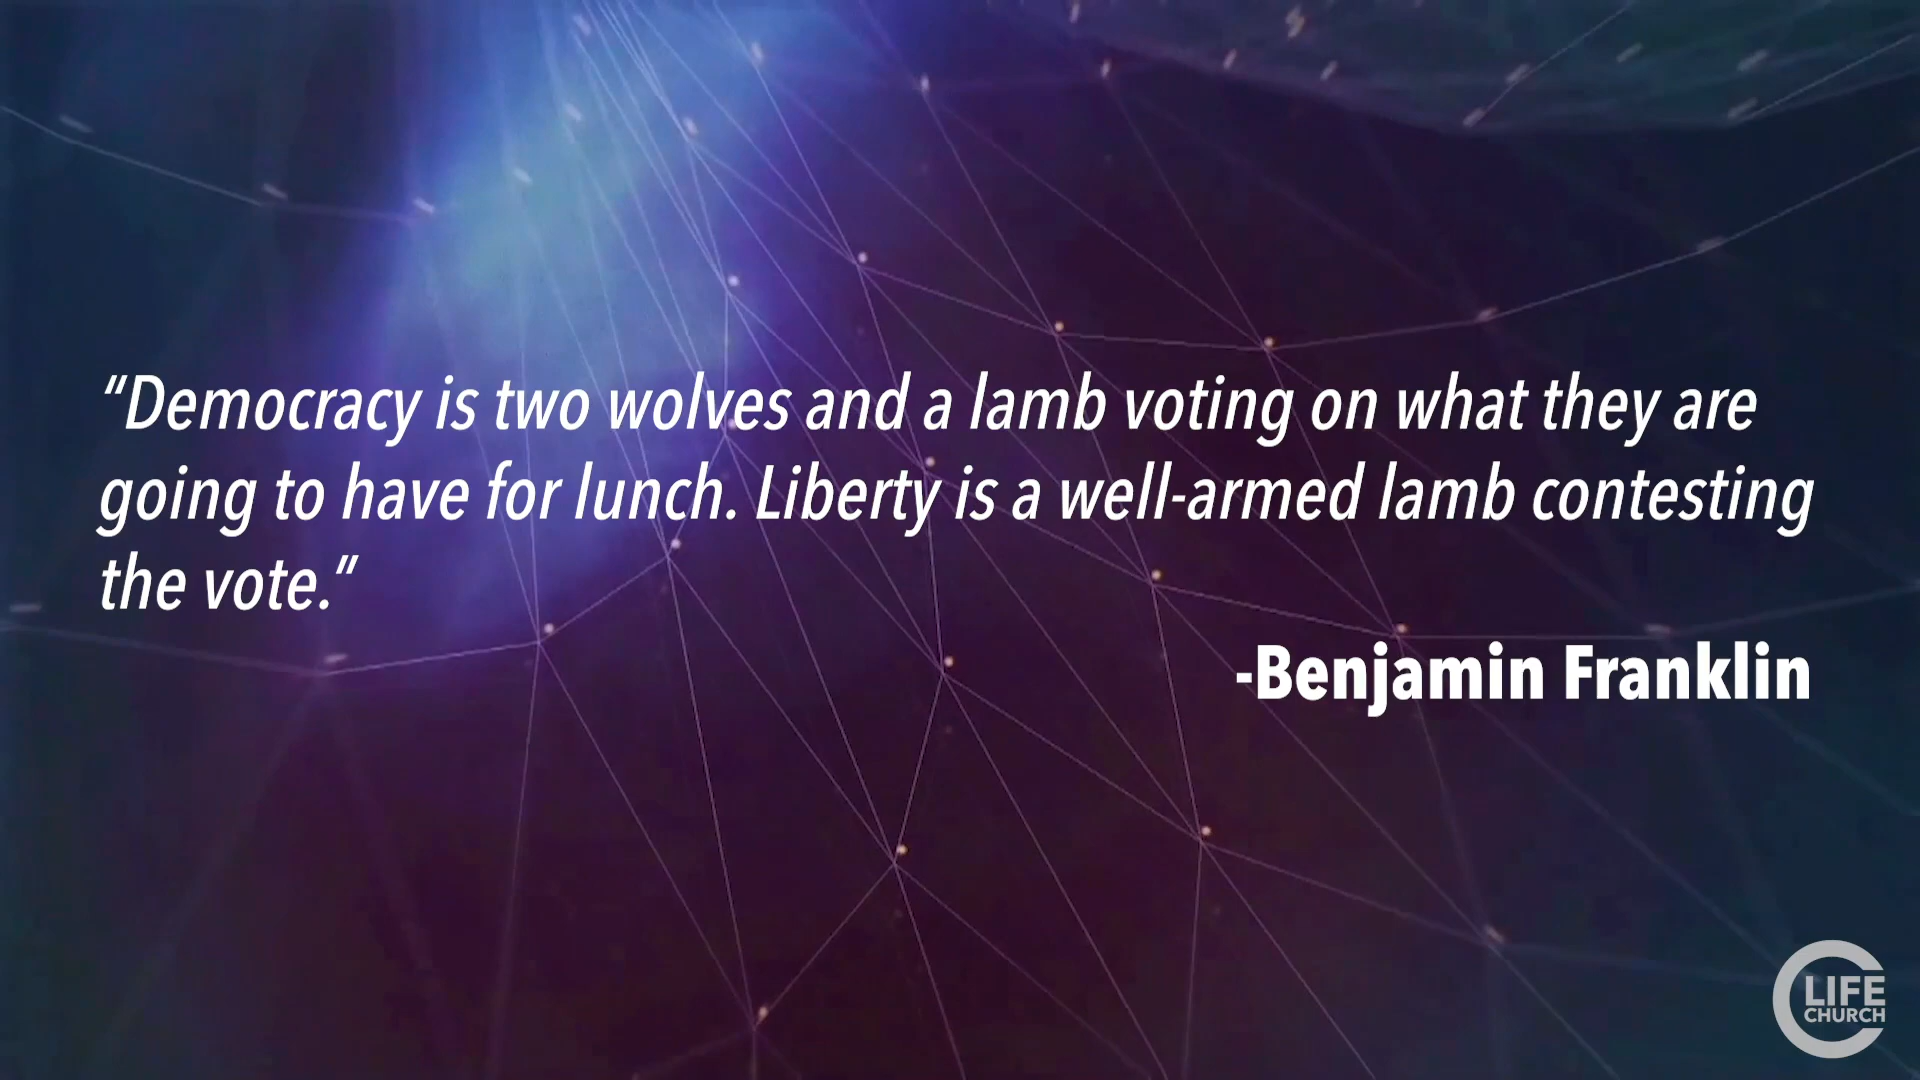 “Democracy is two wolves and a lamb voting on what they are
going to have for lunch. Liberty is a well-armed lamb contesting
the vote.”
-Benjamin Franklin
LIFE
CHURCH